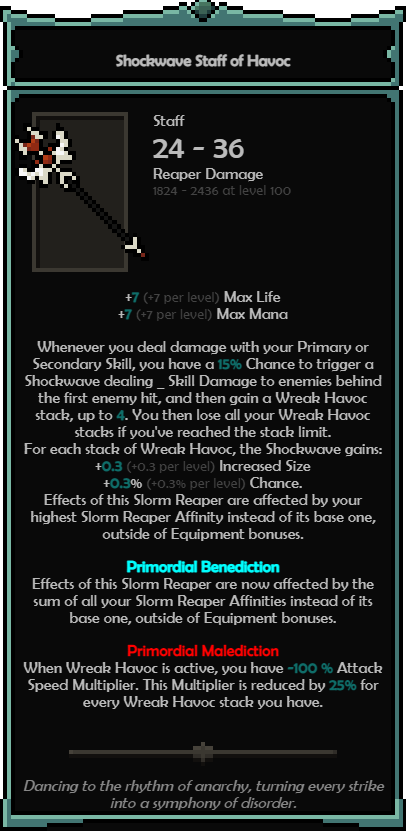 Shockwave Staff of Havoc
Staff
24 - 36
Reaper Damage
1824 - 2436 at level 100
+7 (+7 per level) Max Life
+7 (+7 per level) Max Mana
Whenever you deal damage with your Primary or
Secondary Skill, you have a 15% Chance to trigger a
Shockwave dealing _ Skill Damage to enemies behind
the first enemy hit, and then gain a Wreak Havoc
stack, up to 4. You then lose all your Wreak Havoc
stacks if you've reached the stack limit.
For each stack of Wreak Havoc, the Shockwave gains:
+0.3 (+0.3 per level) Increased Size
+0.3% (+0.3% per level) Chance.
Effects of this Slorm Reaper are affected by your
highest Slorm Reaper Affinity instead of its base one,
outside of Equipment bonuses.
Primordial Benediction
Effects of this Slorm Reaper are now affected by the
sum of all your Slorm Reaper Affinities instead of its
base one, outside of Equipment bonuses.
Primordial Malediction
When Wreak Havoc is active, you have -100 % Attack
Speed Multiplier. This Multiplier is reduced by 25% for
every Wreak Havoc stack you have.
Dancing to the rhythm of anarchy, turning every strike
into a symphony of disorder.